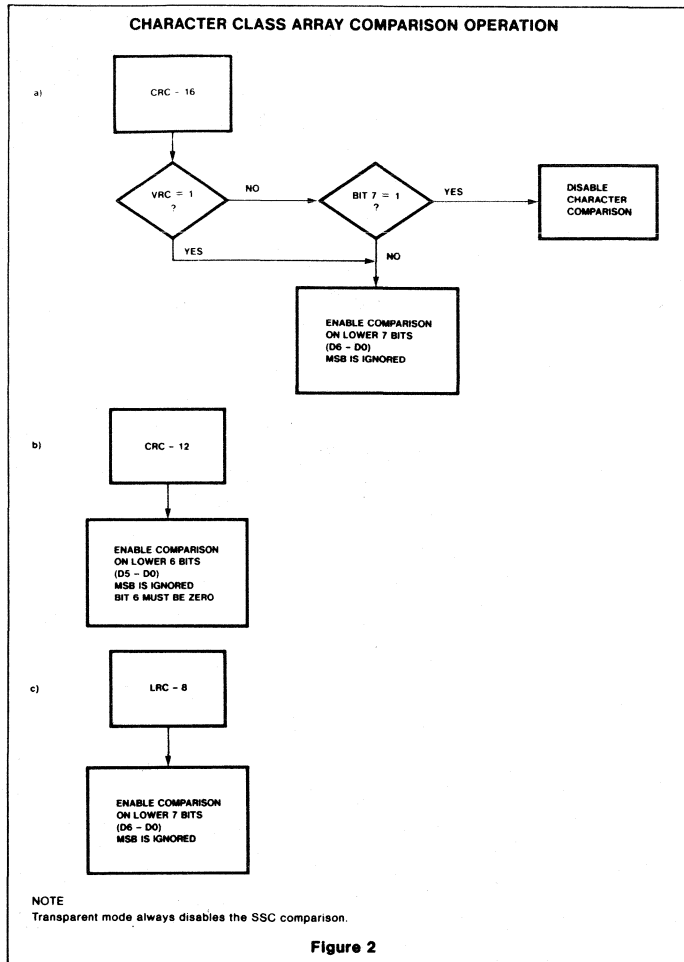 CHARACTER CLASS ARRAY COMPARISON OPERATION
a)
CRC - 16
VRC = 1
?
NO
BIT 7 = 1
?
YES
DISABLE
CHARACTER
COMPARISON
YES
NO
ENABLE COMPARISON
ON LOWER 7 BITS
(D6 - D0)
MSB IS IGNORED
b)
CRC - 12
ENABLE COMPARISON
ON LOWER 6 BITS
(D5 - D0)
MSB IS IGNORED
BIT 6 MUST BE ZERO
c)
LRC - 8
ENABLE COMPARISON
ON LOWER 7 BITS
(D6 - D0)
MSB IS IGNORED
NOTE
Transparent mode always disables the SSC comparison.
Figure 2